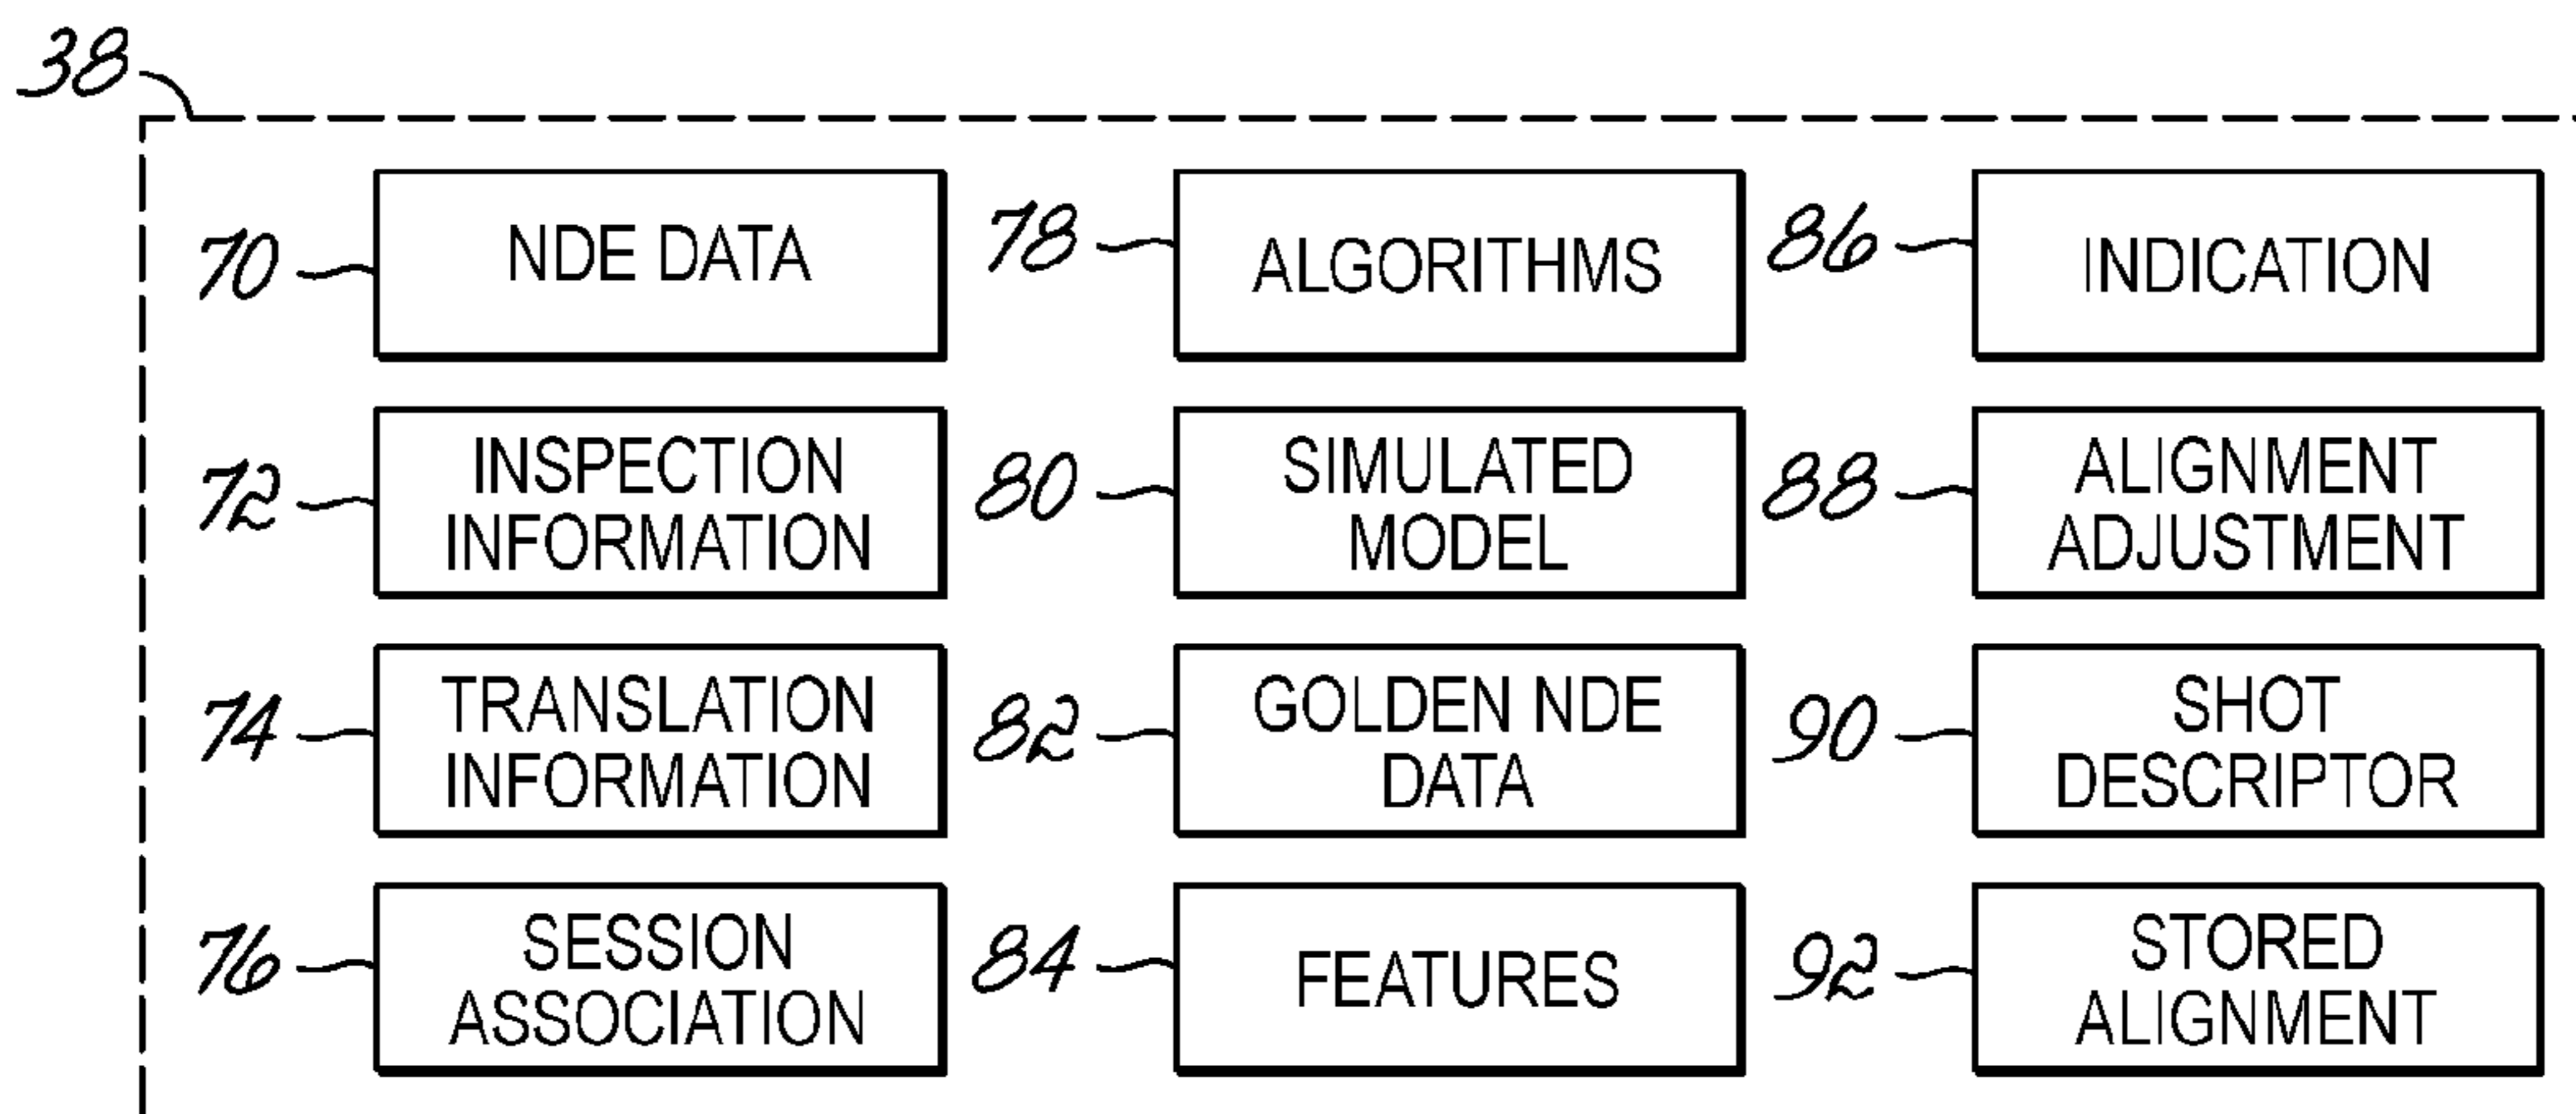 38
70
NDE DATA
78
ALGORITHMS
86
INDICATION
72
INSPECTION
INFORMATION
80
SIMULATED
MODEL
88
ALIGNMENT
ADJUSTMENT
74
TRANSLATION
INFORMATION
82
GOLDEN NDE
DATA
90
SHOT
DESCRIPTOR
76
SESSION
ASSOCIATION
84
FEATURES
92
STORED
ALIGNMENT